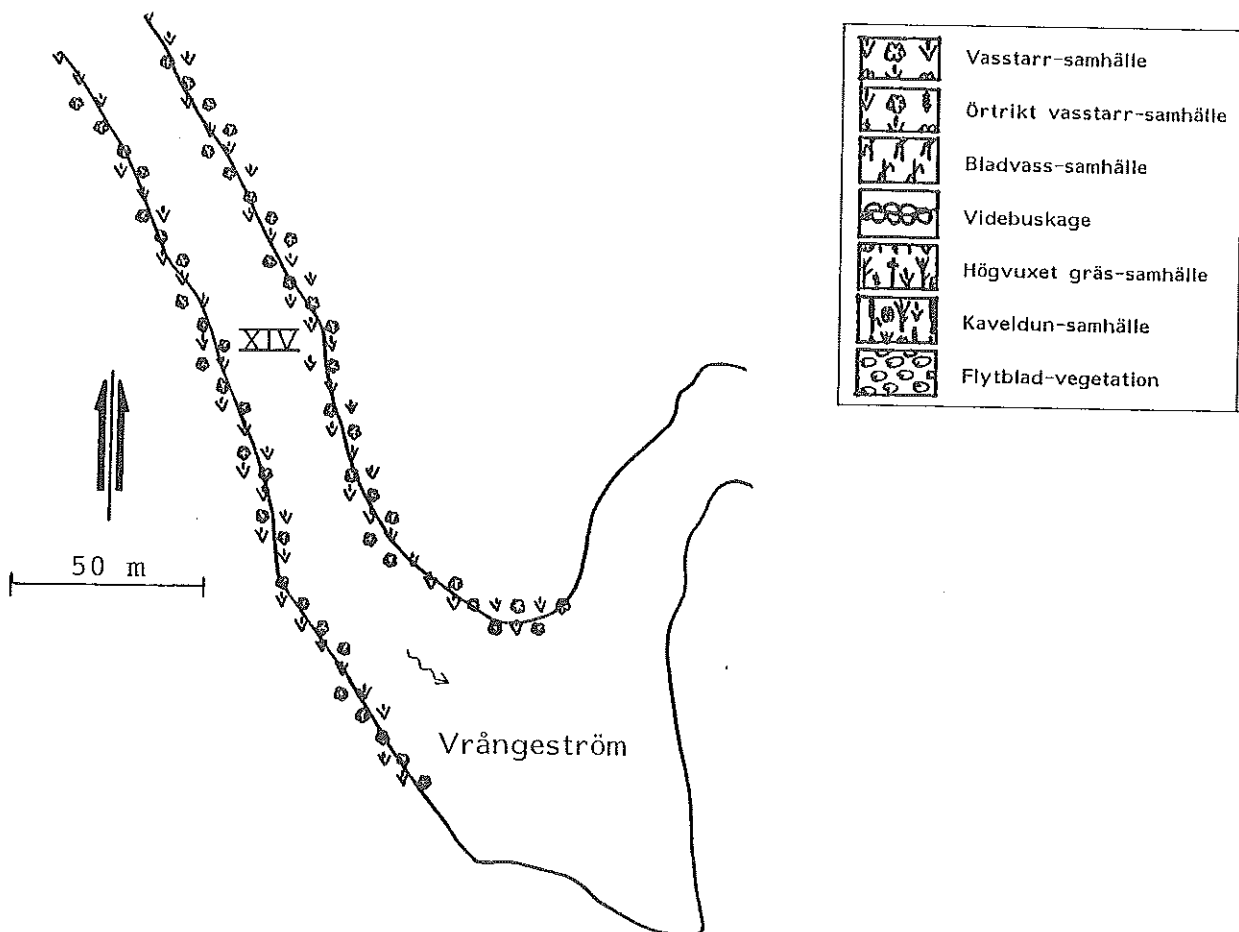 Vasstarr-samhälle
Örtrikt vasstarr-samhälle
Bladvass-samhälle
Videbuskage
Högvuxet gräs-samhälle
Kaveldun-samhälle
Flytblad-vegetation
XIV
50 m
Vrångeström